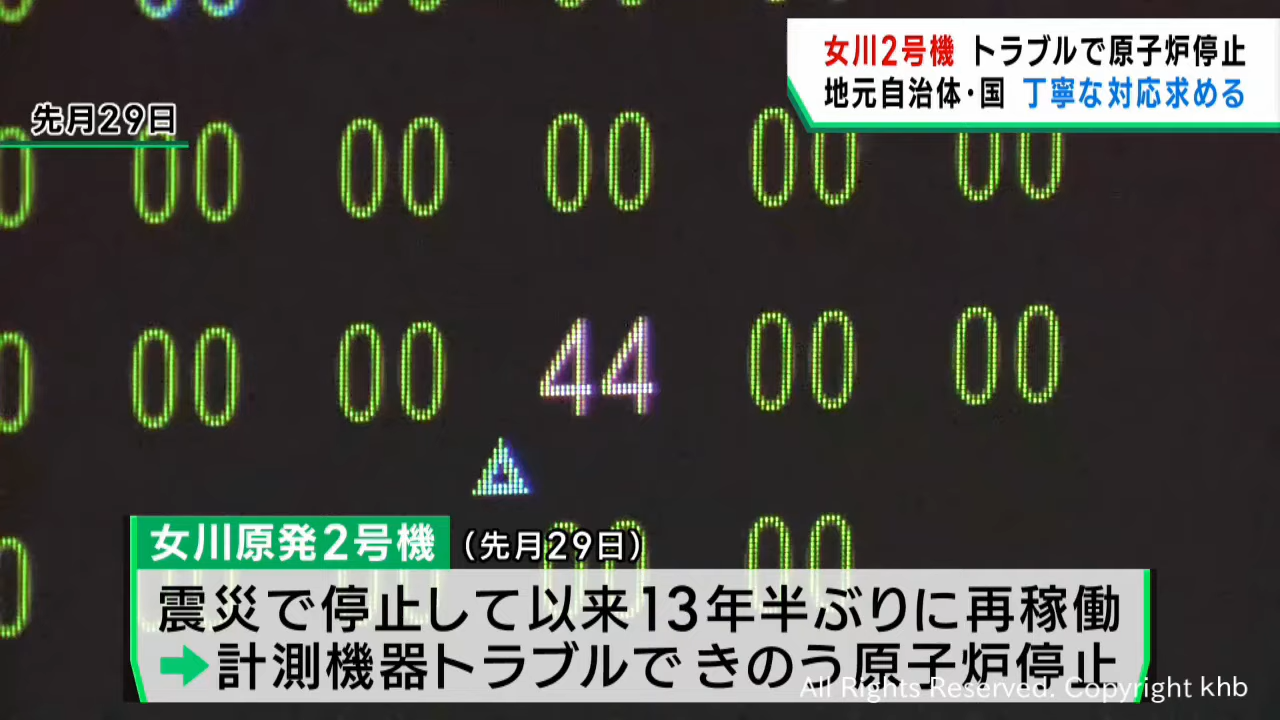 女川2号機 トラブルで原子炉停止
地元自治体・国 丁寧な対応求める
先月29日
00 00 00 00 00
00 00 44 00 00
00 00
女川原発2号機 (先月29日)
震災で停止して以来13年半ぶりに再稼働
➡計測機器トラブルで きのう原子炉停止
All Rights Reserved. Copyright khb